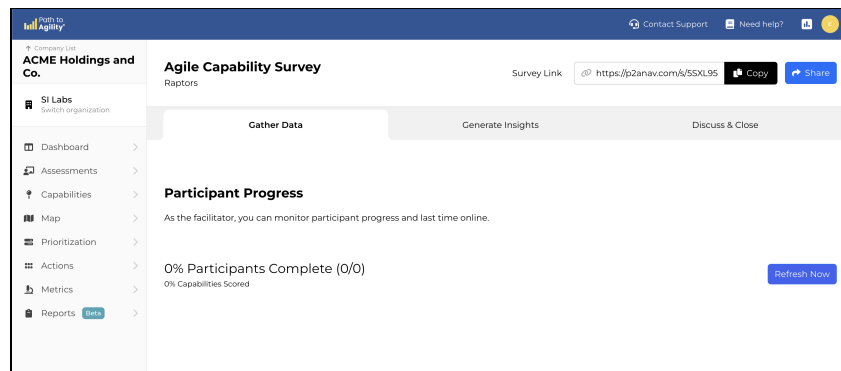 Path to
Agility®
Contact Support
Need help?
K
Company List
ACME Holdings and
Co.
SI Labs
Switch organization
Dashboard
Assessments
Capabilities
Map
Prioritization
Actions
Metrics
Reports Beta
Agile Capability Survey
Raptors
Survey Link
https://p2anav.com/s/5SXL95
Copy
Share
Gather Data
Generate Insights
Discuss & Close
Participant Progress
As the facilitator, you can monitor participant progress and last time online.
0% Participants Complete (0/0)
0% Capabilities Scored
Refresh Now